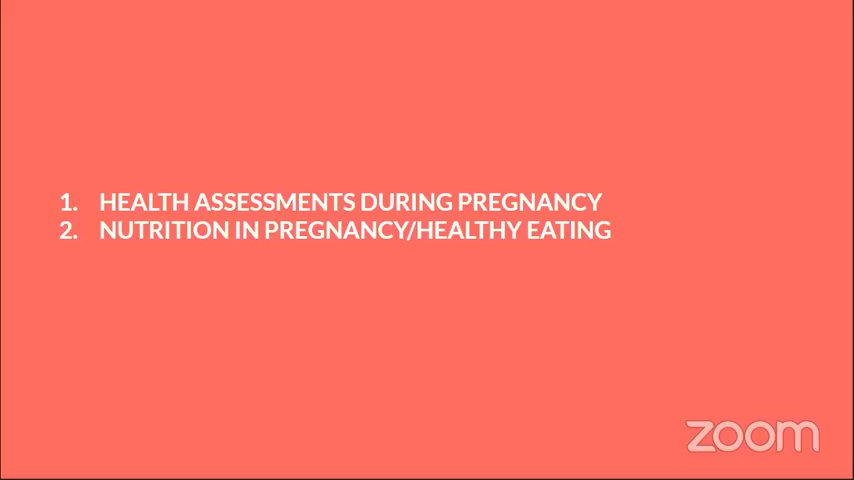 1. HEALTH ASSESSMENTS DURING PREGNANCY
2. NUTRITION IN PREGNANCY/HEALTHY EATING
zoom